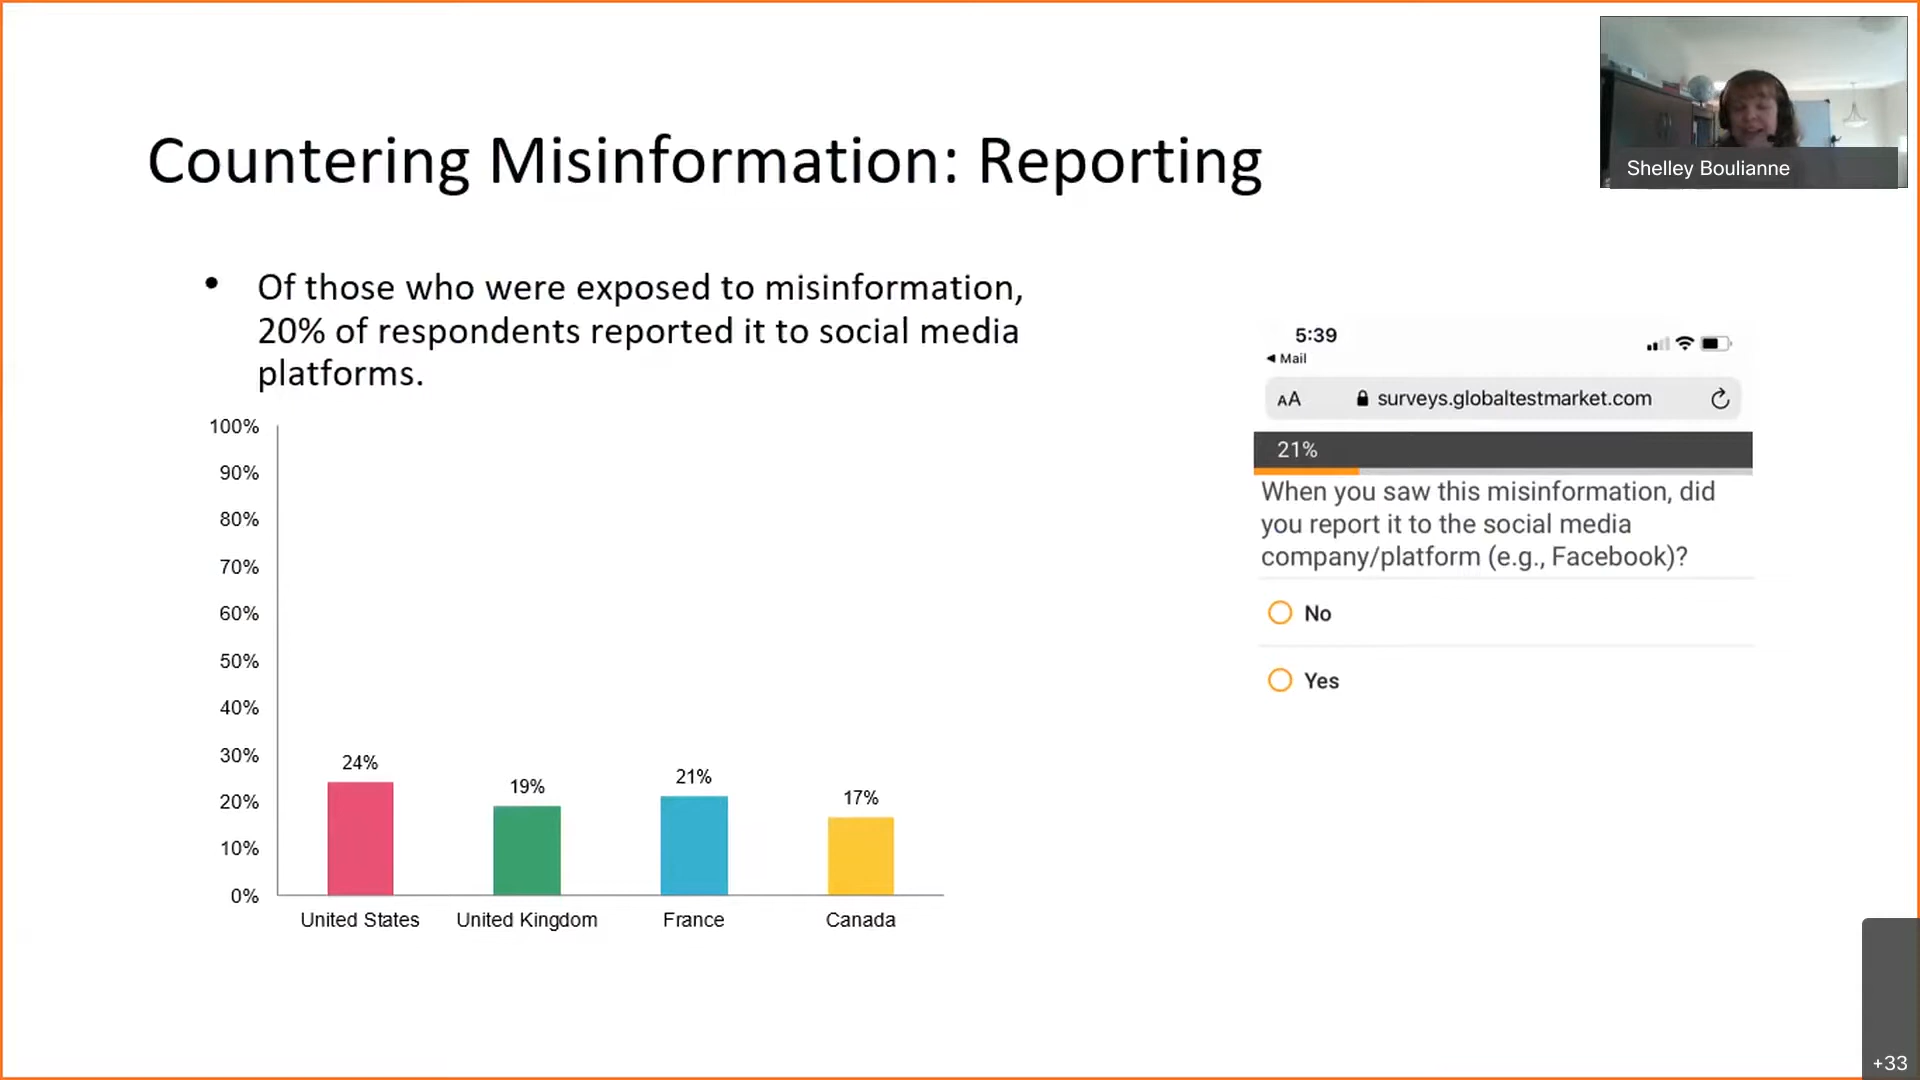 Shelley Boulianne
Countering Misinformation: Reporting
• Of those who were exposed to misinformation,
20% of respondents reported it to social media
platforms.
100%
90%
80%
70%
60%
50%
40%
30%
20%
10%
0%
24%
19%
21%
17%
United States
United Kingdom
France
Canada
5:39
◀ Mail
AA surveys.globaltestmarket.com
21%
When you saw this misinformation, did
you report it to the social media
company/platform (e.g., Facebook)?
No
Yes
+33